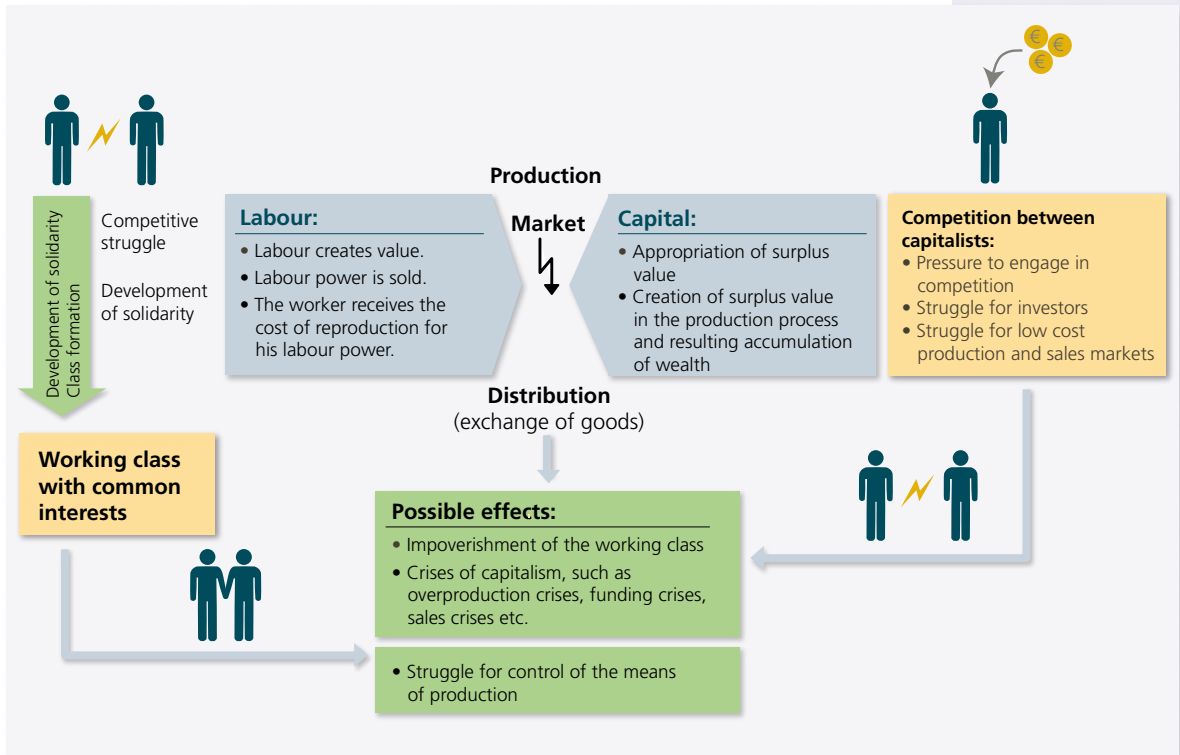 €
€
€
Development of solidarity
Class formation
Competitive
struggle
Development
of solidarity
Production
Market
Labour:
• Labour creates value.
• Labour power is sold.
• The worker receives the
cost of reproduction for
his labour power.
Capital:
• Appropriation of surplus
value
• Creation of surplus value
in the production process
and resulting accumulation
of wealth
Competition between
capitalists:
• Pressure to engage in
competition
• Struggle for investors
• Struggle for low cost
production and sales markets
Distribution
(exchange of goods)
Working class
with common
interests
Possible effects:
• Impoverishment of the working class
• Crises of capitalism, such as
overproduction crises, funding crises,
sales crises etc.
• Struggle for control of the means
of production